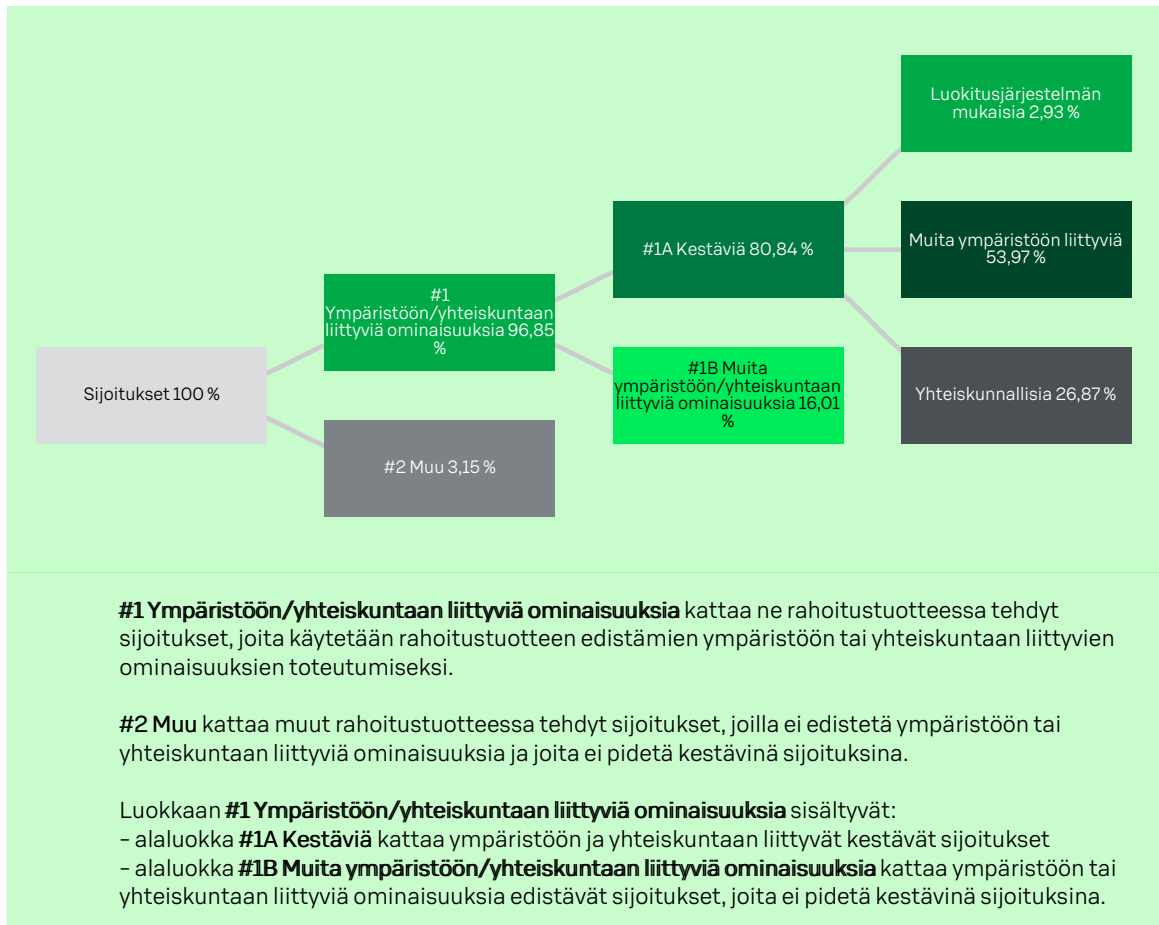 Luokitusjärjestelmän
mukaisia 2,93 %
#1A Kestäviä 80,84 %
Muita ympäristöön liittyviä
53,97 %
#1
Ympäristöön/yhteiskuntaan
liittyviä ominaisuuksia 96,85
%
Sijoitukset 100 %
#1B Muita
ympäristöön/yhteiskuntaan
liittyviä ominaisuuksia 16,01
%
Yhteiskunnallisia 26,87 %
#2 Muu 3,15 %
#1 Ympäristöön/yhteiskuntaan liittyviä ominaisuuksia kattaa ne rahoitustuotteessa tehdyt
sijoitukset, joita käytetään rahoitustuotteen edistämien ympäristöön tai yhteiskuntaan liittyvien
ominaisuuksien toteutumiseksi.
#2 Muu kattaa muut rahoitustuotteessa tehdyt sijoitukset, joilla ei edistetä ympäristöön tai
yhteiskuntaan liittyviä ominaisuuksia ja joita ei pidetä kestävinä sijoituksina.
Luokkaan #1 Ympäristöön/yhteiskuntaan liittyviä ominaisuuksia sisältyvät:
- alaluokka #1A Kestäviä kattaa ympäristöön ja yhteiskuntaan liittyvät kestävät sijoitukset
- alaluokka #1B Muita ympäristöön/yhteiskuntaan liittyviä ominaisuuksia kattaa ympäristöön tai
yhteiskuntaan liittyviä ominaisuuksia edistävät sijoitukset, joita ei pidetä kestävinä sijoituksina.